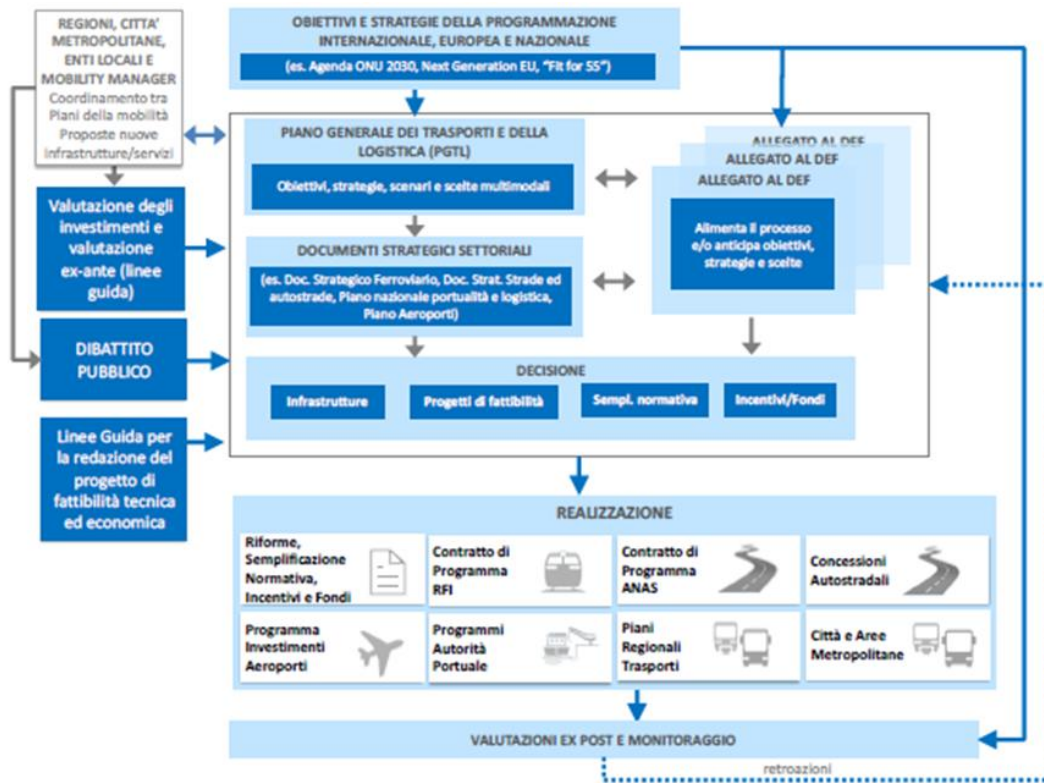 REGIONI, CITTA'
METROPOLITANE,
ENTI LOCALI E
MOBILITY MANAGER
Coordinamento tra
Piani della mobilità
Proposte nuove
infrastrutture/servizi
OBIETTIVI E STRATEGIE DELLA PROGRAMMAZIONE
INTERNAZIONALE, EUROPEA E NAZIONALE
(es. Agenda ONU 2030, Next Generation EU, "Fit for 55")
PIANO GENERALE DEI TRASPORTI E DELLA
LOGISTICA (PGTL)
Obiettivi, strategie, scenari e scelte multimodali
ALLEGATO AL DEF
ALLEGATO AL DEF
ALLEGATO AL DEF
Alimenta il processo
e/o anticipa obiettivi,
strategie e scelte
Valutazione degli
investimenti e
valutazione
ex-ante (linee
guida)
DOCUMENTI STRATEGICI SETTORIALI
(es. Doc. Strategico Ferroviario, Doc. Strat. Strade ed
autostrade, Piano nazionale portualità e logistica,
Piano Aeroporti)
DIBATTITO
PUBBLICO
DECISIONE
Infrastrutture
Progetti di fattibilità
Sempl. normativa
Incentivi/Fondi
Linee Guida per
la redazione del
progetto di
fattibilità tecnica
ed economica
REALIZZAZIONE
Riforme,
Semplificazione
Normativa,
Incentivi e Fondi
Contratto di
Programma
RFI
Contratto di
Programma
ANAS
Concessioni
Autostradali
Programma
Investimenti
Aeroporti
Programmi
Autorità
Portuale
Piani
Regionali
Trasporti
Città e Aree
Metropolitane
VALUTAZIONI EX POST E MONITORAGGIO
retroazioni